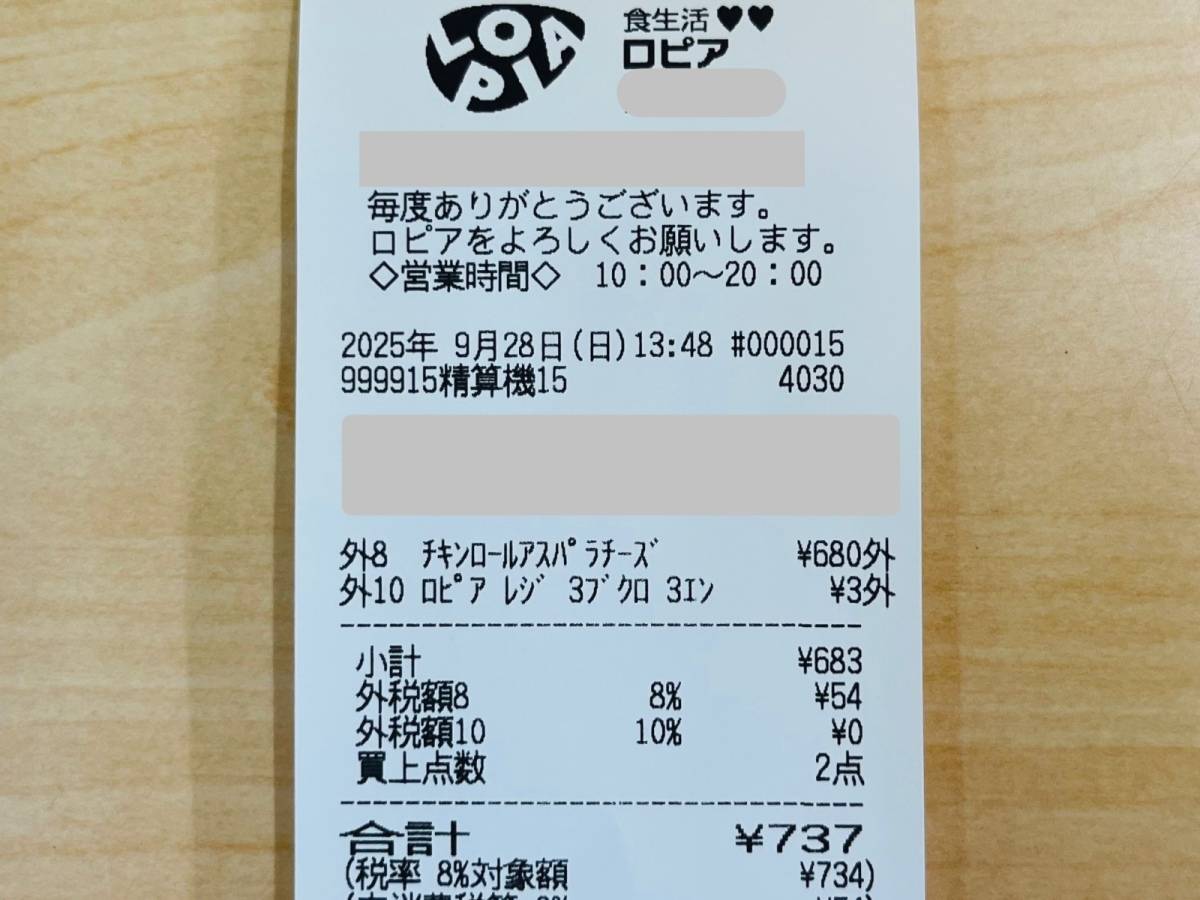 LOPIA
食生活♥♥
ロピア
毎度ありがとうございます。
ロピアをよろしくお願いします。
◇営業時間◇ 10:00～20:00
2025年 9月28日(日)13:48 #000015
999915精算機15 4030
外8 ﾁｷﾝﾛｰﾙｱｽﾊﾟﾗﾁｰｽﾞ ¥680外
外10 ﾛﾋﾟｱ ﾚｼﾞ 3ﾌﾞｸﾛ 3ｴﾝ ¥3外
小計 ¥683
外税額8 8% ¥54
外税額10 10% ¥0
買上点数 2点
合計 ¥737
(税率 8%対象額 ¥734)